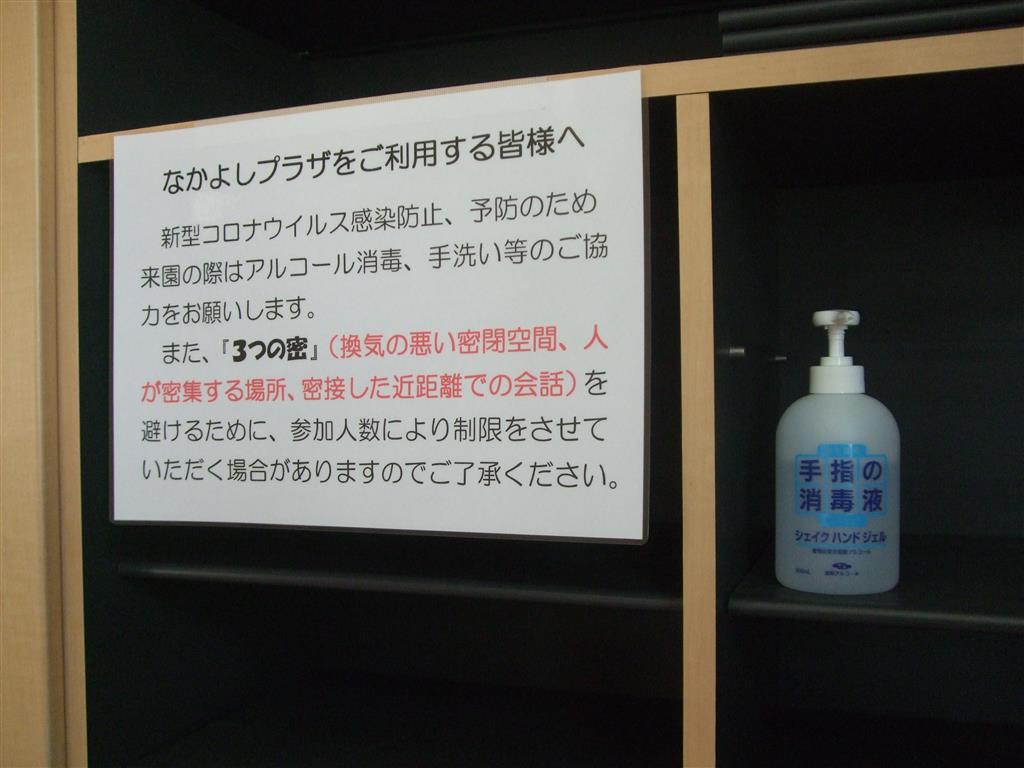 なかよしプラザをご利用する皆様へ
新型コロナウイルス感染防止、予防のため
来園の際はアルコール消毒、手洗い等のご協
力をお願いします。
また、『3つの密』（換気の悪い密閉空間、人
が密集する場所、密接した近距離での会話）を
避けるために、参加人数により制限をさせて
いただく場合がありますのでご了承ください。
手指の
消毒液
シェイクハンドジェル